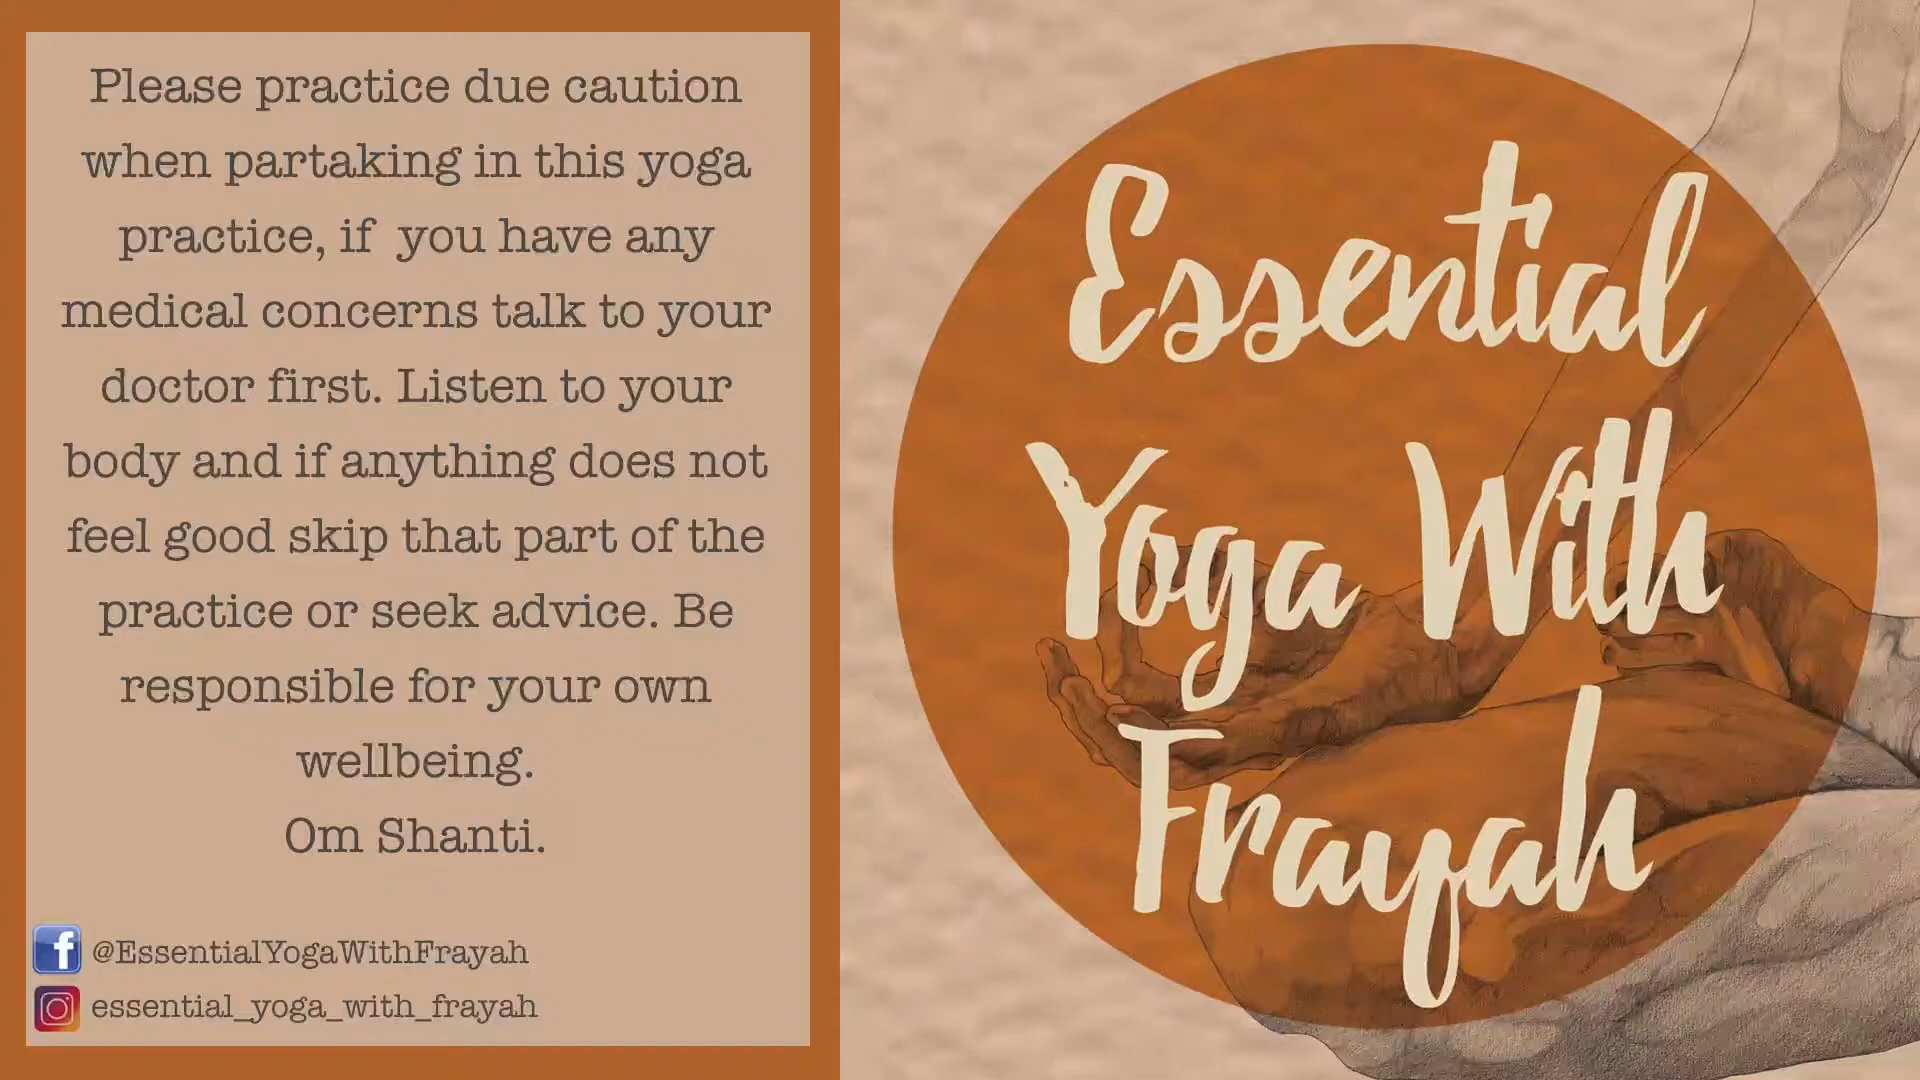 Please practice due caution
when partaking in this yoga
practice, if  you have any
medical concerns talk to your
doctor first. Listen to your
body and if anything does not
feel good skip that part of the
practice or seek advice. Be
responsible for your own
wellbeing.
Om Shanti.
@EssentialYogaWithFrayah
essential_yoga_with_frayah
Essential
Yoga With
Frayah